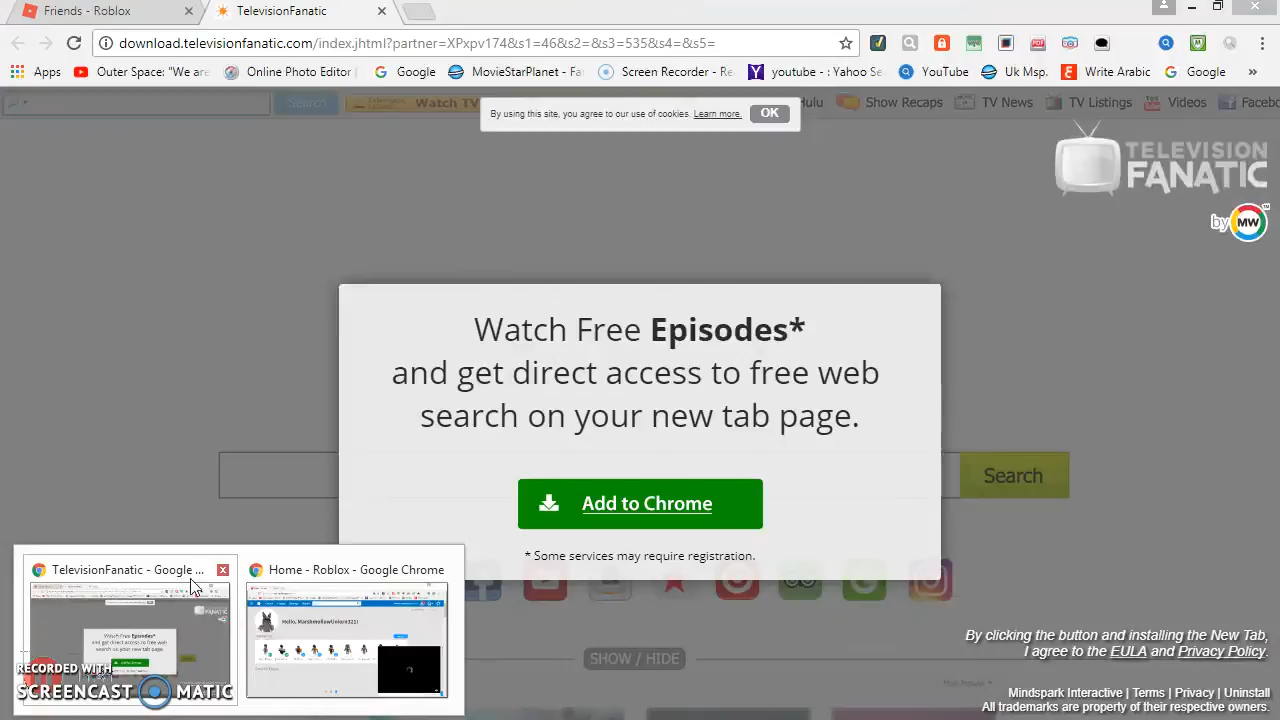 Friends - Roblox
TelevisionFanatic
download.televisionfanatic.com/index.jhtml?partner=XPxpv174&s1=46&s2=&s3=535&s4=&s5=
Apps
Outer Space: "We are
Online Photo Editor
Google
MovieStarPlanet - Fa
Screen Recorder - Re
youtube - : Yahoo Se
YouTube
Uk Msp.
Write Arabic
Google
»
Search
Watch TV
Hulu
Show Recaps
TV News
TV Listings
Videos
Facebo
By using this site, you agree to our use of cookies. Learn more.
OK
TELEVISION
FANATIC
by MW
Watch Free Episodes*
and get direct access to free web
search on your new tab page.
Search
Add to Chrome
* Some services may require registration.
TelevisionFanatic - Google ...
Home - Roblox - Google Chrome
SHOW / HIDE
By clicking the button and installing the New Tab,
I agree to the EULA and Privacy Policy.
Mindspark Interactive | Terms | Privacy | Uninstall
All trademarks are property of their respective owners.
RECORDED WITH
SCREENCAST MATIC